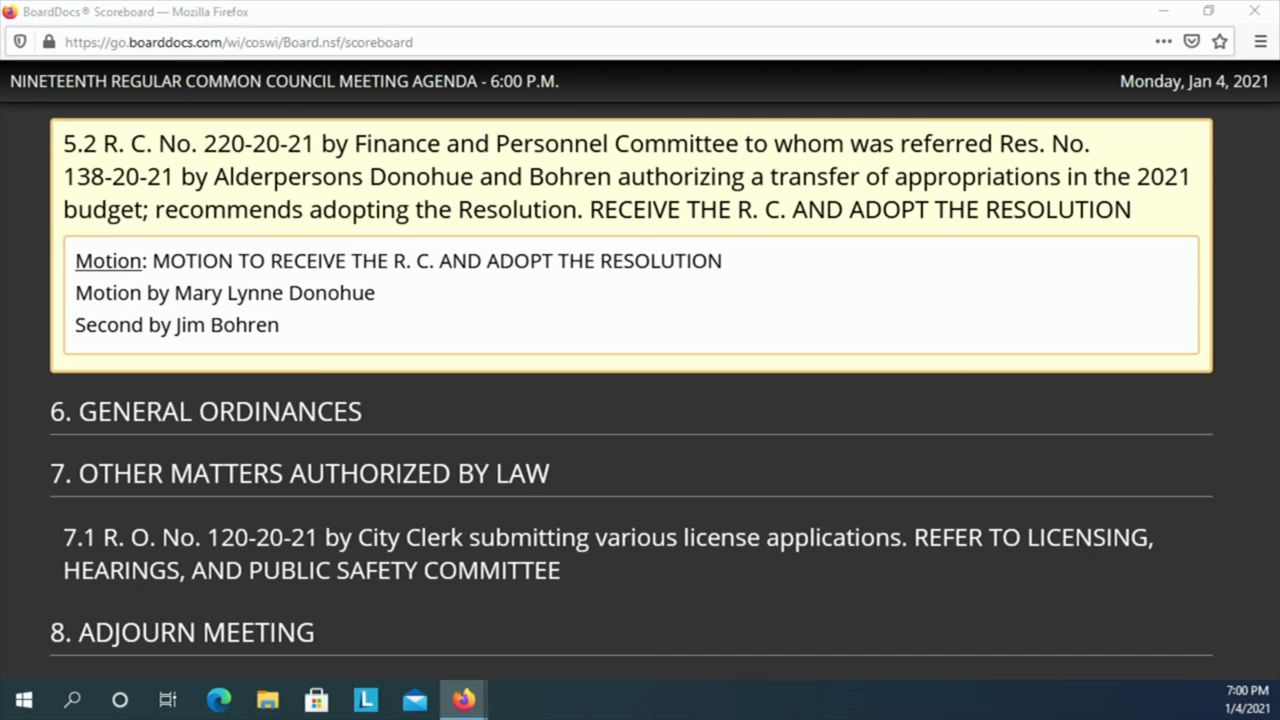 BoardDocs® Scoreboard — Mozilla Firefox
https://go.boarddocs.com/wi/coswi/Board.nsf/scoreboard
NINETEENTH REGULAR COMMON COUNCIL MEETING AGENDA - 6:00 P.M.
Monday, Jan 4, 2021
5.2 R. C. No. 220-20-21 by Finance and Personnel Committee to whom was referred Res. No.
138-20-21 by Alderpersons Donohue and Bohren authorizing a transfer of appropriations in the 2021
budget; recommends adopting the Resolution. RECEIVE THE R. C. AND ADOPT THE RESOLUTION
Motion: MOTION TO RECEIVE THE R. C. AND ADOPT THE RESOLUTION
Motion by Mary Lynne Donohue
Second by Jim Bohren
6. GENERAL ORDINANCES
7. OTHER MATTERS AUTHORIZED BY LAW
7.1 R. O. No. 120-20-21 by City Clerk submitting various license applications. REFER TO LICENSING,
HEARINGS, AND PUBLIC SAFETY COMMITTEE
8. ADJOURN MEETING
L
7:00 PM
1/4/2021